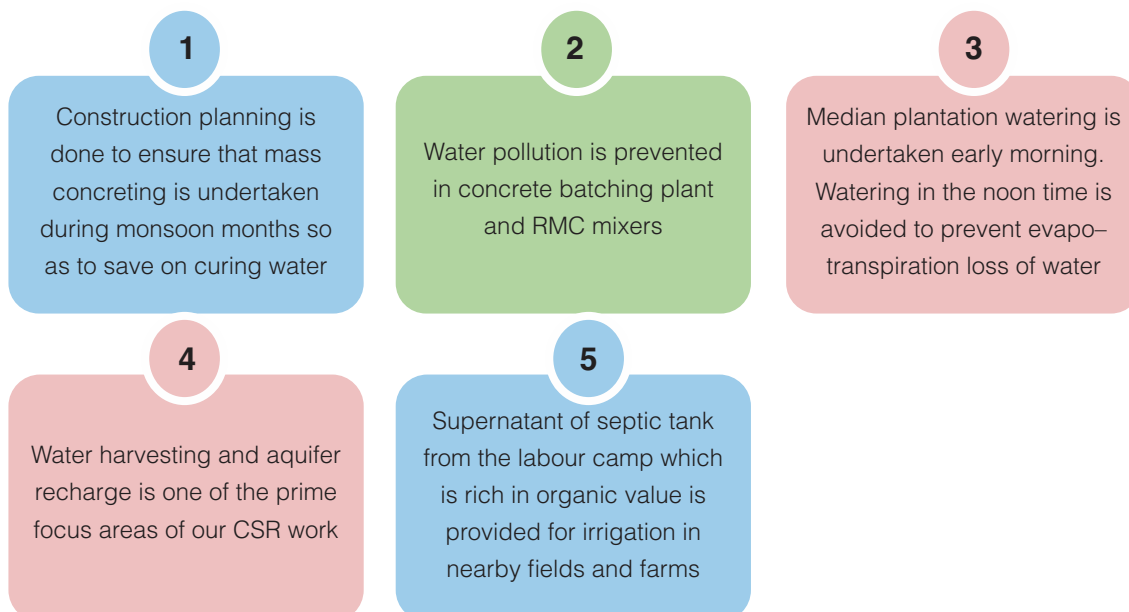 1
Construction planning is
done to ensure that mass
concreting is undertaken
during monsoon months so
as to save on curing water
2
Water pollution is prevented
in concrete batching plant
and RMC mixers
3
Median plantation watering is
undertaken early morning.
Watering in the noon time is
avoided to prevent evapo–
transpiration loss of water
4
Water harvesting and aquifer
recharge is one of the prime
focus areas of our CSR work
5
Supernatant of septic tank
from the labour camp which
is rich in organic value is
provided for irrigation in
nearby fields and farms